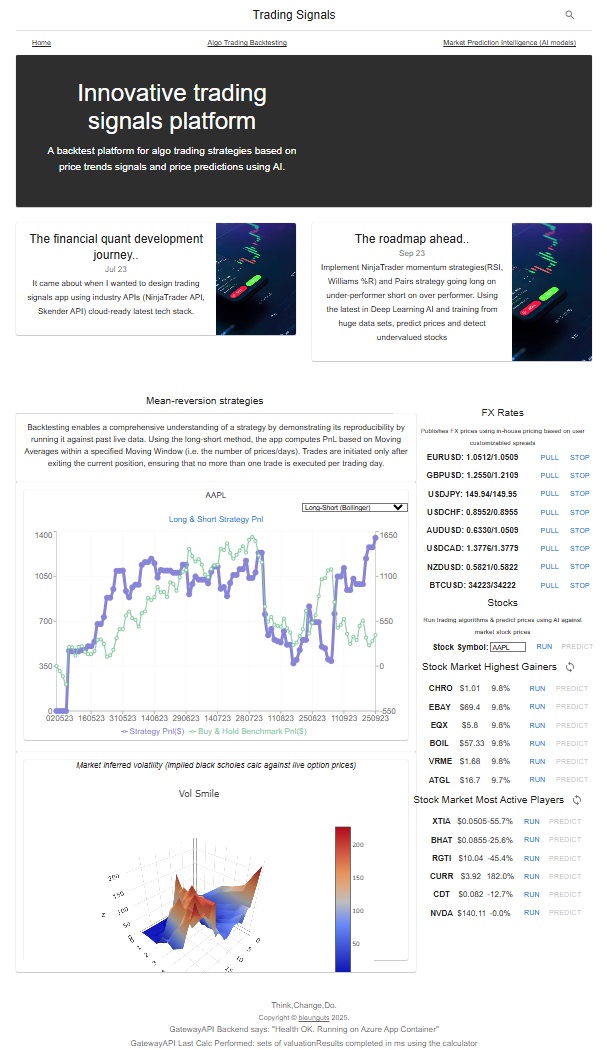 Trading Signals
Home
Algo Trading Backtesting
Market Prediction Intelligence (AI models)
Innovative trading
signals platform
A backtest platform for algo trading strategies based on
price trends signals and price predictions using AI.
The financial quant development
journey..
Jul 23
It came about when I wanted to design trading
signals app using industry APIs (NinjaTrader API,
Skender API) cloud-ready latest tech stack.
The roadmap ahead..
Sep 23
Implement NinjaTrader momentum strategies(RSI,
Williams %R) and Pairs strategy going long on
under-performer short on over performer. Using
the latest in Deep Learning AI and training from
huge data sets, predict prices and detect
undervalued stocks
Mean-reversion strategies
Backtesting enables a comprehensive understanding of a strategy by demonstrating its reproducibility by
running it against past live data. Using the long-short method, the app computes PnL based on Moving
Averages within a specified Moving Window (i.e. the number of prices/days). Trades are initiated only after
exiting the current position, ensuring that no more than one trade is executed per trading day.
AAPL
Long-Short (Bollinger)
Long & Short Strategy Pnl
1400
1050
700
350
0
1650
1100
550
0
-550
020523 160523 310523 140623 290623 140723 280723 110823 250823 110923 250923
Strategy Pnl($) Buy & Hold Benchmark Pnl($)
Market inferred volatility (implied black scholes calc against live option prices)
Vol Smile
200
150
100
50
z
200
150
100
50
0
FX Rates
Publishes FX prices using in-house pricing based on user
customizabled spreads
EURUSD: 1.0512/1.0509 PULL STOP
GBPUSD: 1.2550/1.2109 PULL STOP
USDJPY: 149.94/149.95 PULL STOP
USDCHF: 0.8952/0.8955 PULL STOP
AUDUSD: 0.6330/1.0509 PULL STOP
USDCAD: 1.3776/1.3779 PULL STOP
NZDUSD: 0.5821/0.5822 PULL STOP
BTCUSD: 34223/34222 PULL STOP
Stocks
Run trading algorithms & predict prices using AI against
market stock prices
Stock Symbol: AAPL RUN PREDICT
Stock Market Highest Gainers
CHRO $1.01 9.8% RUN PREDICT
EBAY $69.4 9.8% RUN PREDICT
EQX $5.8 9.8% RUN PREDICT
BOIL $57.33 9.8% RUN PREDICT
VRME $1.68 9.8% RUN PREDICT
ATGL $16.7 9.7% RUN PREDICT
Stock Market Most Active Players
XTIA $0.0505-55.7% RUN PREDICT
BHAT $0.0855-25.6% RUN PREDICT
RGTI $10.04 -45.4% RUN PREDICT
CURR $3.92 182.0% RUN PREDICT
CDT $0.082 -12.7% RUN PREDICT
NVDA $140.11 -0.0% RUN PREDICT
Think,Change,Do.
Copyright © bleunguts 2025.
GatewayAPI Backend says: "Health OK. Running on Azure App Container"
GatewayAPI Last Calc Performed: sets of valuationResults completed in ms using the calculator